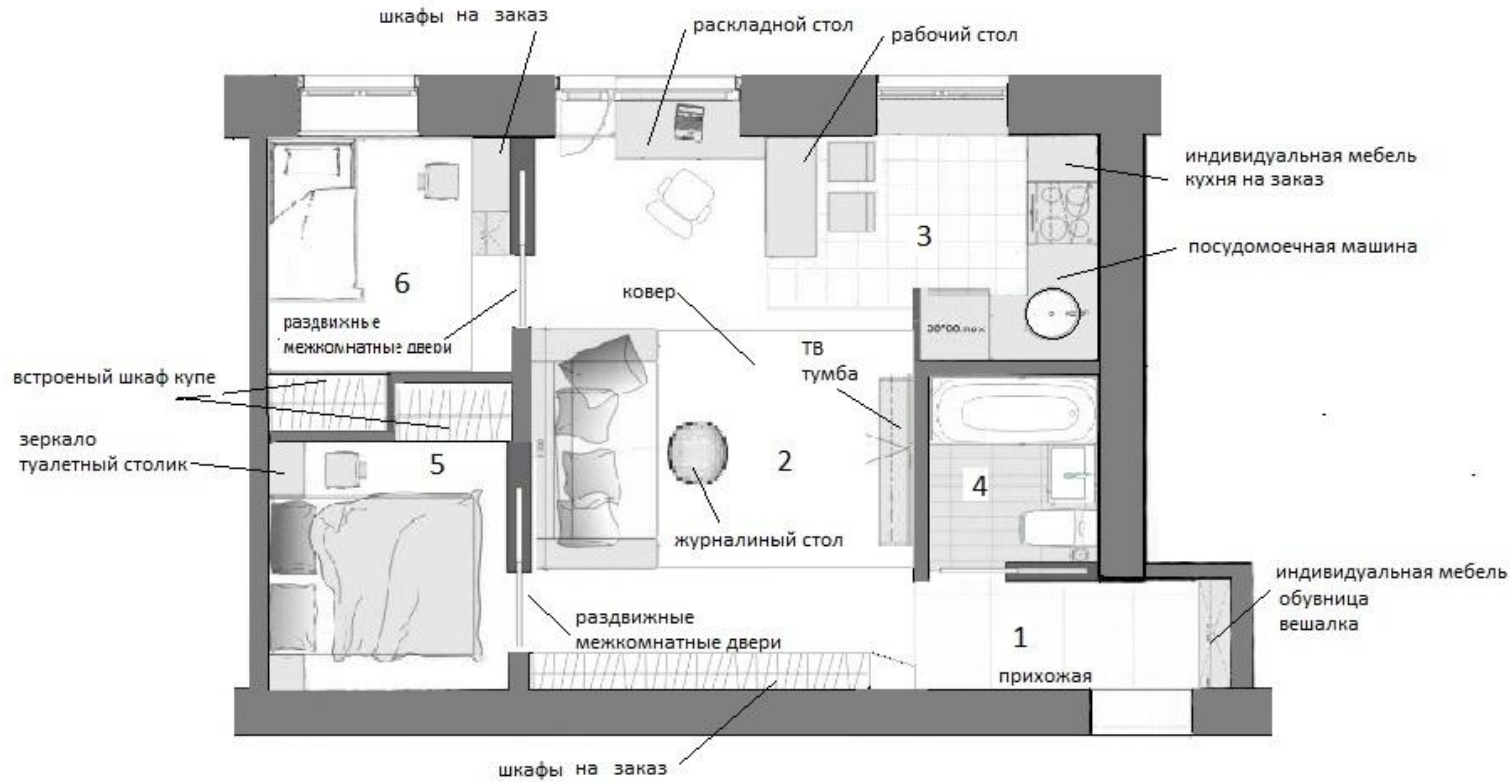 шкафы на заказ
раскладной стол
рабочий стол
индивидуальная мебель
кухня на заказ
3
посудомоечная машина
6
ковер
раздвижные
межкомнатные двери
ТВ
тумба
встроеный шкаф купе
зеркало
туалетный столик
5
2
4
журналиный стол
индивидуальная мебель
обувница
вешалка
раздвижные
межкомнатные двери
1
прихожая
шкафы на заказ